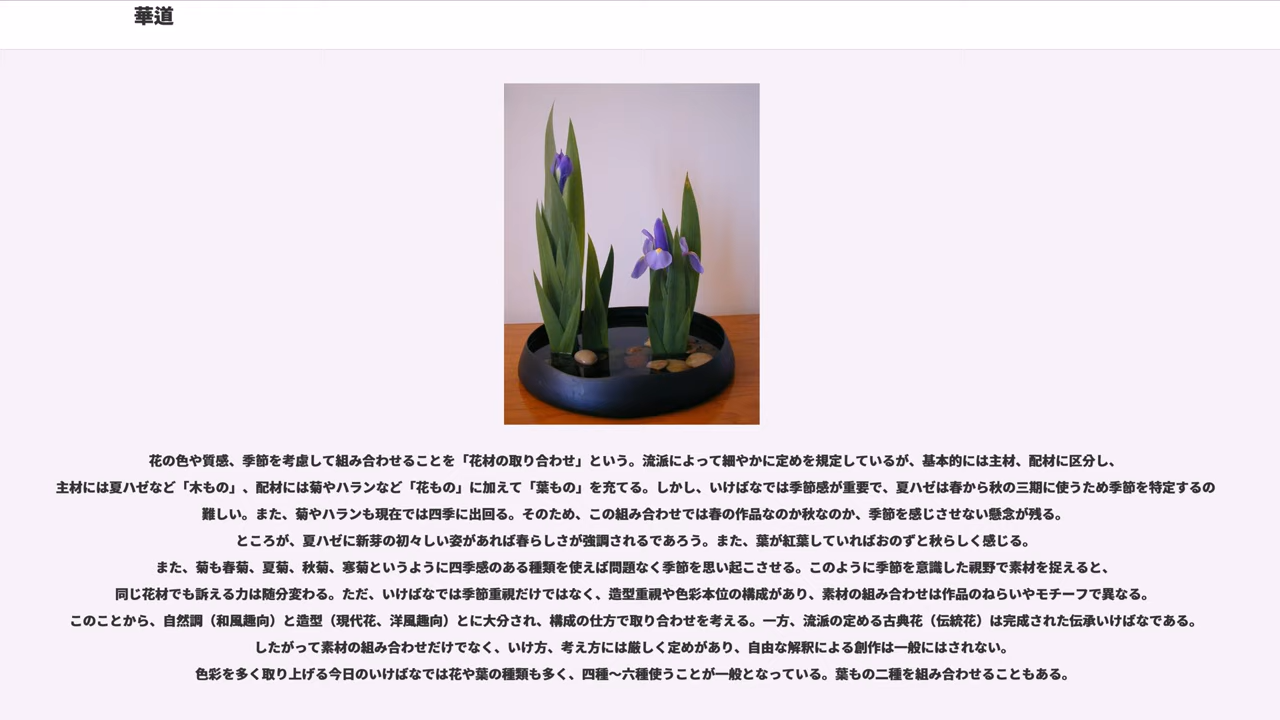 華道
花の色や質感、季節を考慮して組み合わせることを「花材の取り合わせ」という。流派によって細やかに定めを規定しているが、基本的には主材、配材に区分し、
主材には夏ハゼなど「木もの」、配材には菊やハランなど「花もの」に加えて「葉もの」を充てる。しかし、いけばなでは季節感が重要で、夏ハゼは春から秋の三期に使うため季節を特定するの
難しい。また、菊やハランも現在では四季に出回る。そのため、この組み合わせでは春の作品なのか秋なのか、季節を感じさせない懸念が残る。
ところが、夏ハゼに新芽の初々しい姿があれば春らしさが強調されるであろう。また、葉が紅葉していればおのずと秋らしく感じる。
また、菊も春菊、夏菊、秋菊、寒菊というように四季感のある種類を使えば問題なく季節を思い起こさせる。このように季節を意識した視野で素材を捉えると、
同じ花材でも訴える力は随分変わる。ただ、いけばなでは季節重視だけではなく、造型重視や色彩本位の構成があり、素材の組み合わせは作品のねらいやモチーフで異なる。
このことから、自然調（和風趣向）と造型（現代花、洋風趣向）とに大分され、構成の仕方で取り合わせを考える。一方、流派の定める古典花（伝統花）は完成された伝承いけばなである。
したがって素材の組み合わせだけでなく、いけ方、考え方には厳しく定めがあり、自由な解釈による創作は一般にはされない。
色彩を多く取り上げる今日のいけばなでは花や葉の種類も多く、四種～六種使うことが一般となっている。葉もの二種を組み合わせることもある。